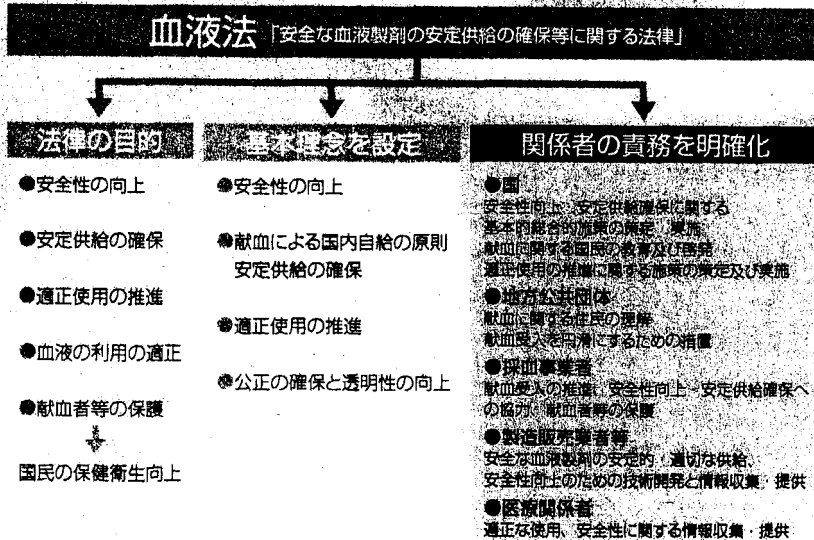 血液法「安全な血液製剤の安定供給の確保等に関する法律」
法律の目的
●安全性の向上
●安定供給の確保
●適正使用の推進
●血液の利用の適正
●献血者等の保護
国民の保健衛生向上
基本理念を設定
●安全性の向上
●献血による国内自給の原則
安定供給の確保
●適正使用の推進
●公正の確保と透明性の向上
関係者の責務を明確化
●国
安全性向上・安定供給確保に関する
基本的総合的施策の策定・実施
献血に関する国民の教育及び啓発
適正使用の推進に関する施策の策定及び実施
●地方公共団体
献血に関する住民の理解
献血受入を円滑にするための措置
●採血事業者
献血受入の推進、安全性向上・安定供給確保へ
の協力、献血者等の保護
●製造販売業者等
安全な血液製剤の安定的・適切な供給、
安全性向上のための技術開発と情報収集・提供
●医療関係者
適正な使用、安全性に関する情報収集・提供